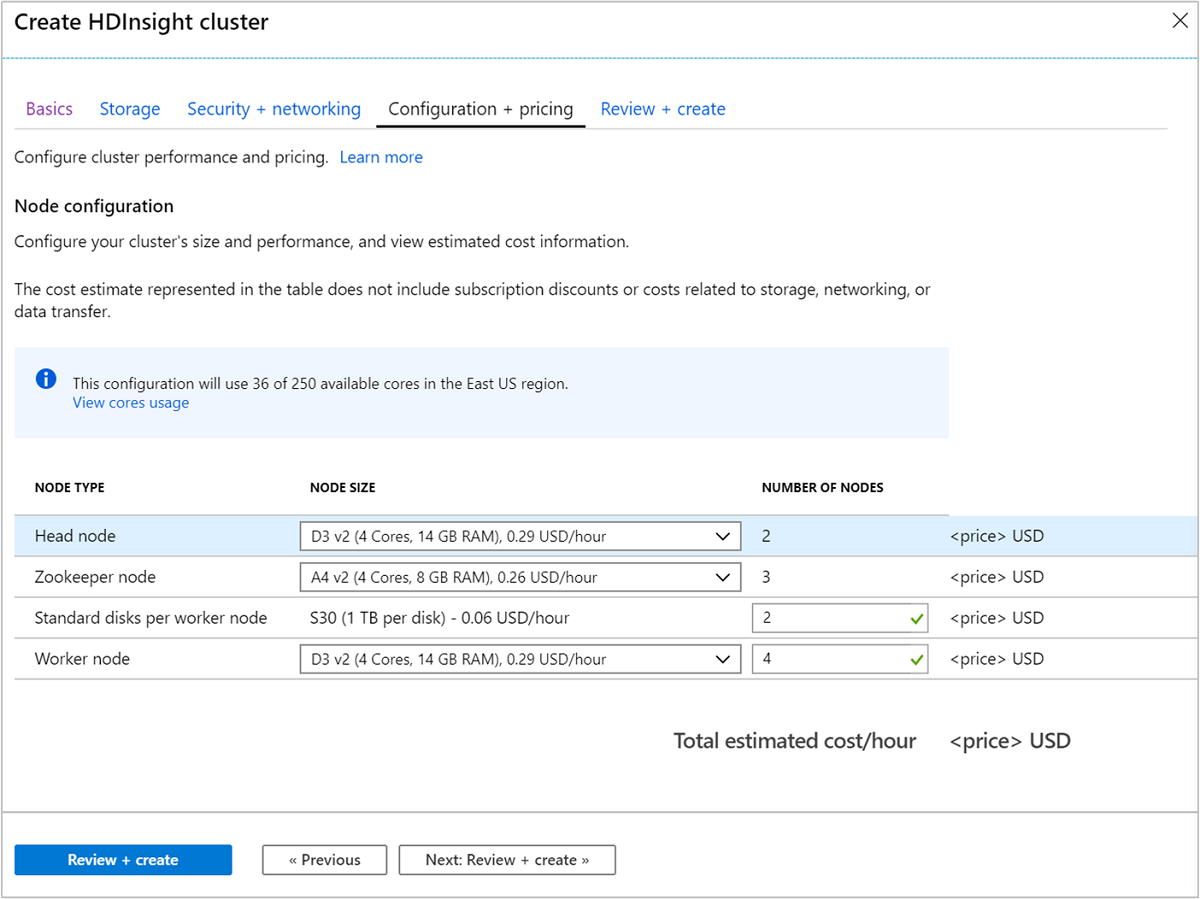 Create HDInsight cluster
Basics Storage Security + networking Configuration + pricing Review + create
Configure cluster performance and pricing. Learn more
Node configuration
Configure your cluster's size and performance, and view estimated cost information.
The cost estimate represented in the table does not include subscription discounts or costs related to storage, networking, or
data transfer.
This configuration will use 36 of 250 available cores in the East US region.
View cores usage
NODE TYPE NODE SIZE NUMBER OF NODES
Head node D3 v2 (4 Cores, 14 GB RAM), 0.29 USD/hour 2 <price> USD
Zookeeper node A4 v2 (4 Cores, 8 GB RAM), 0.26 USD/hour 3 <price> USD
Standard disks per worker node S30 (1 TB per disk) - 0.06 USD/hour 2 <price> USD
Worker node D3 v2 (4 Cores, 14 GB RAM), 0.29 USD/hour 4 <price> USD
Total estimated cost/hour <price> USD
Review + create « Previous Next: Review + create »